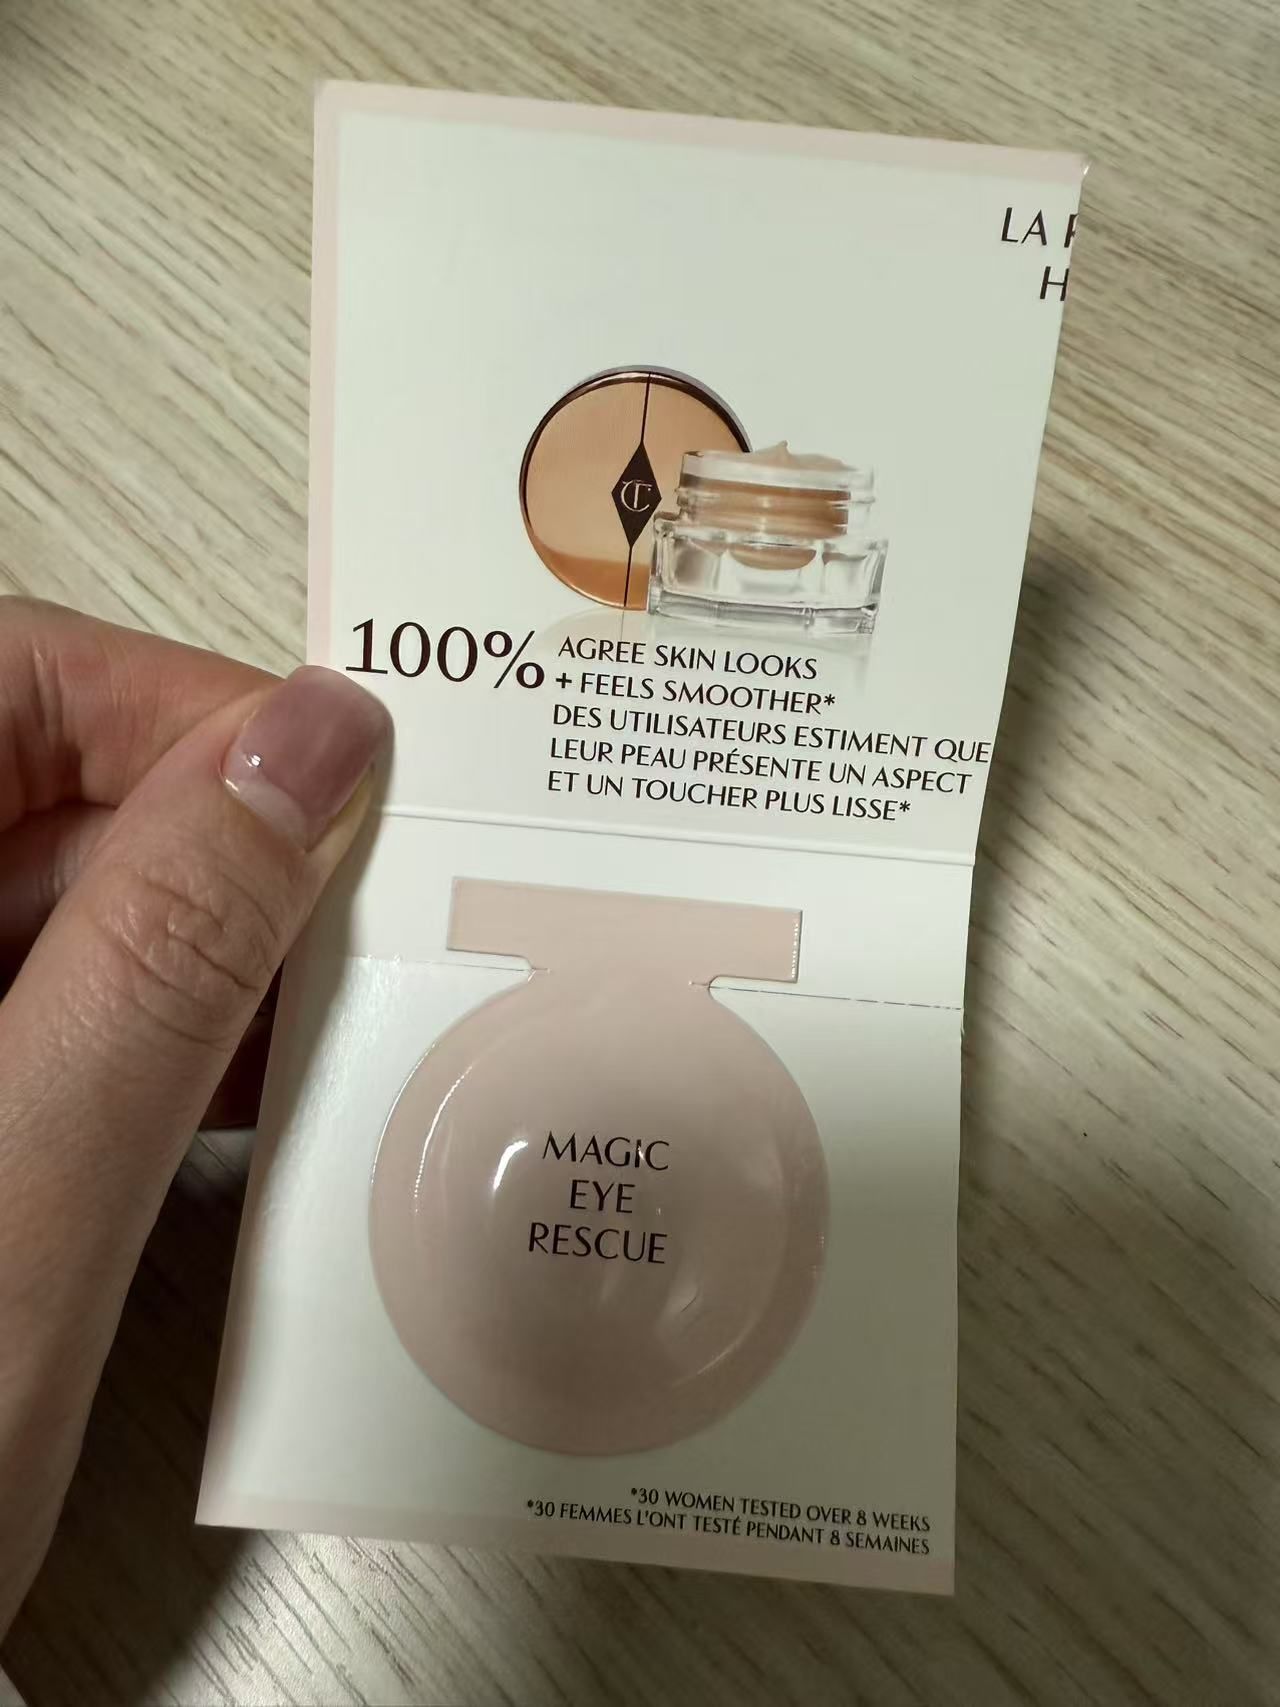 LA
H
CT
100% AGREE SKIN LOOKS
+ FEELS SMOOTHER*
DES UTILISATEURS ESTIMENT QUE
LEUR PEAU PRÉSENTE UN ASPECT
ET UN TOUCHER PLUS LISSE*
MAGIC
EYE
RESCUE
*30 WOMEN TESTED OVER 8 WEEKS
*30 FEMMES L'ONT TESTÉ PENDANT 8 SEMAINES